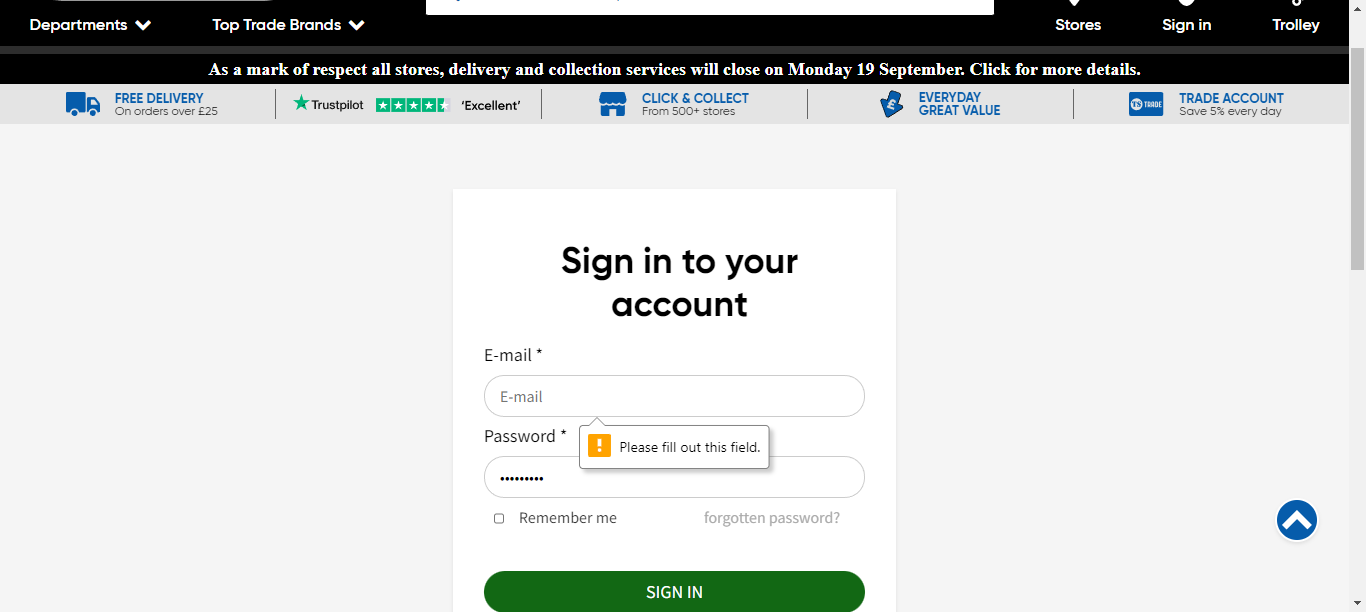 Departments Top Trade Brands Stores Sign in Trolley
As a mark of respect all stores, delivery and collection services will close on Monday 19 September. Click for more details.
FREE DELIVERY
On orders over £25
Trustpilot 'Excellent'
CLICK & COLLECT
From 500+ stores
£
EVERYDAY
GREAT VALUE
TS TRADE
TRADE ACCOUNT
Save 5% every day
Sign in to your
account
E-mail *
E-mail
Please fill out this field.
Password *
•••••••••
Remember me forgotten password?
SIGN IN